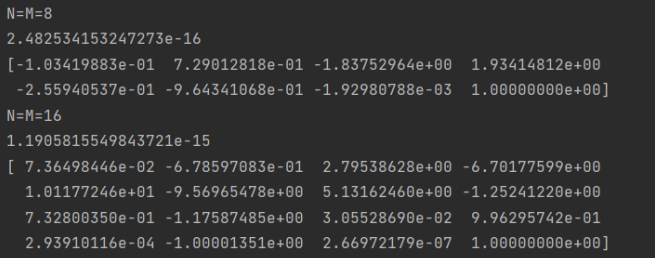 N=M=8
2.482534153247273e-16
[-1.03419883e-01  7.29012818e-01 -1.83752964e+00  1.93414812e+00
 -2.55940537e-01 -9.64341068e-01 -1.92980788e-03  1.00000000e+00]
N=M=16
1.1905815549843721e-15
[ 7.36498446e-02 -6.78597083e-01  2.79538628e+00 -6.70177599e+00
  1.01177246e+01 -9.56965478e+00  5.13162460e+00 -1.25241220e+00
  7.32800350e-01 -1.17587485e+00  3.05528690e-02  9.96295742e-01
  2.93910116e-04 -1.00001351e+00  2.66972179e-07  1.00000000e+00]